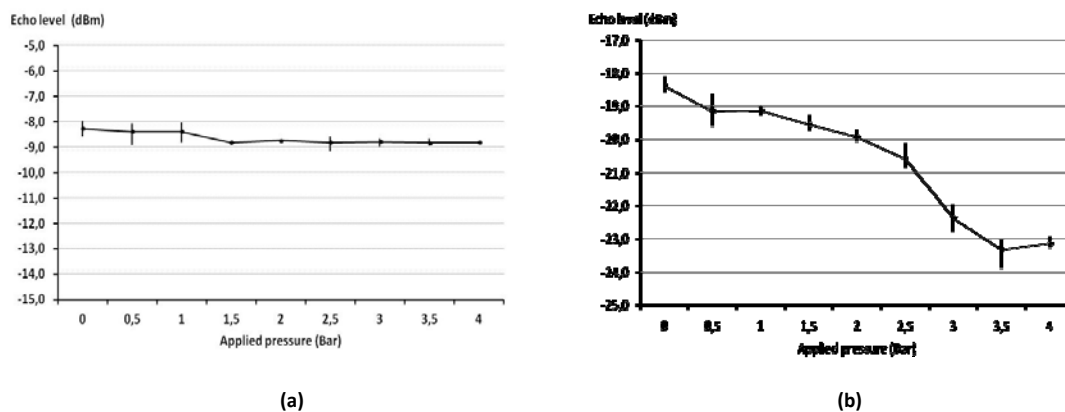 Echo level (dBm)
-5,0
-6,0
-7,0
-8,0
-9,0
-10,0
-11,0
-12,0
-13,0
-14,0
-15,0
0 0,5 1 1,5 2 2,5 3 3,5 4
Applied pressure (Bar)
(a)
Echo level (dBm)
-17,0
-18,0
-19,0
-20,0
-21,0
-22,0
-23,0
-24,0
-25,0
0 0,5 1 1,5 2 2,5 3 3,5 4
Applied pressure (Bar)
(b)